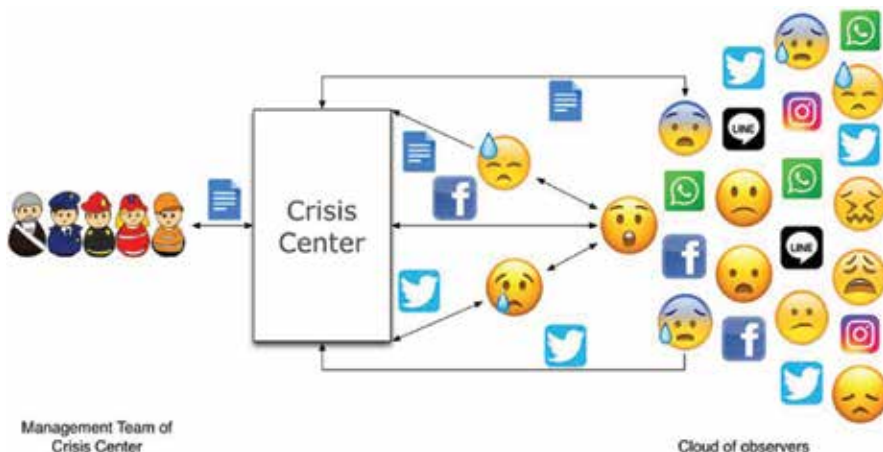 LINE
Crisis
Center
LINE
Management Team of
Crisis Center
Cloud of observers